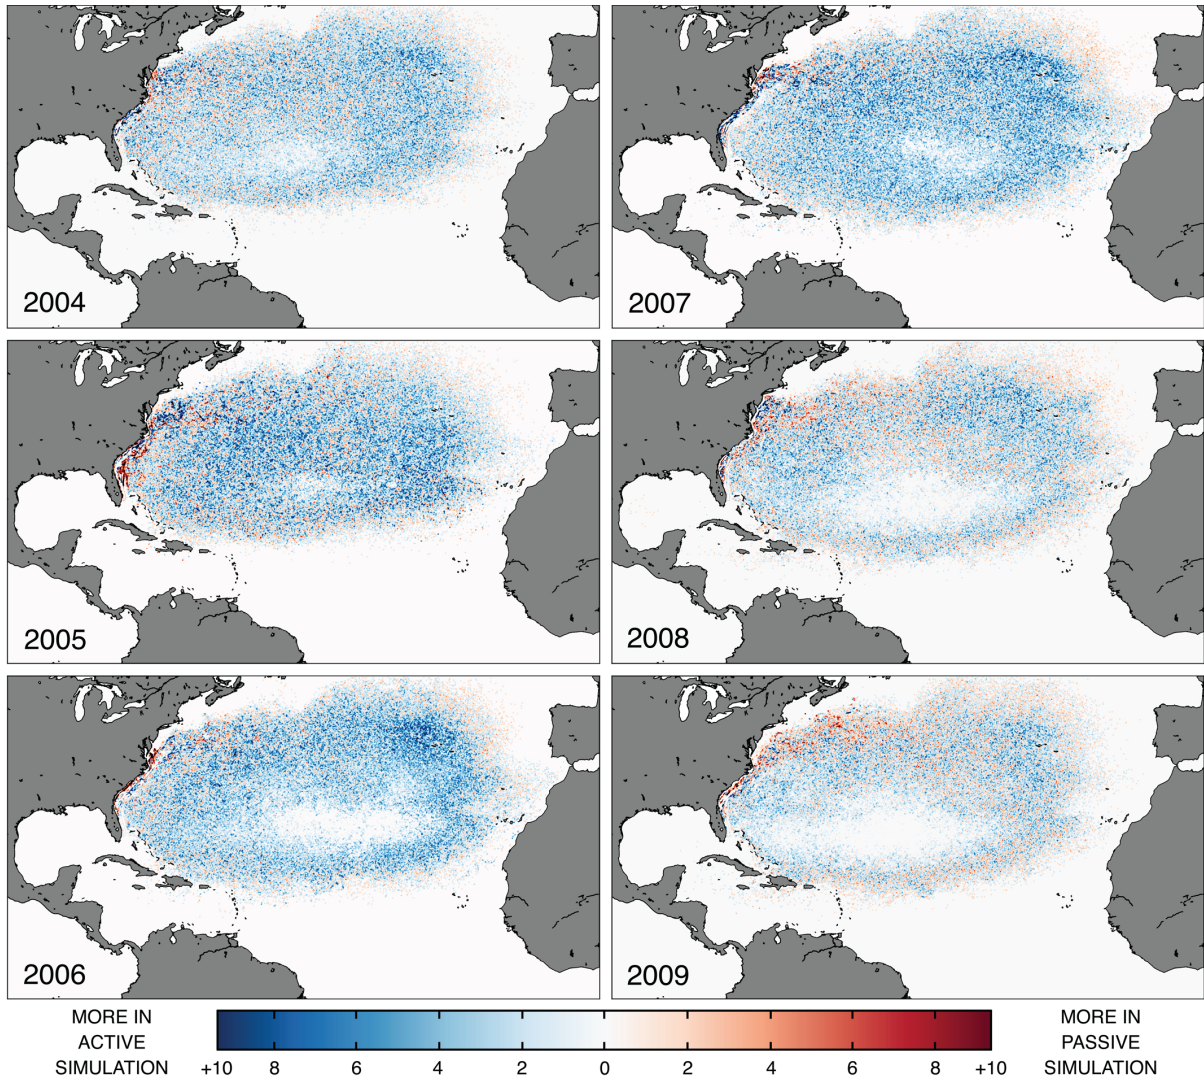 2004
2007
2005
2008
2006
2009
MORE IN
ACTIVE
SIMULATION
+10 8 6 4 2 0 2 4 6 8 +10
MORE IN
PASSIVE
SIMULATION